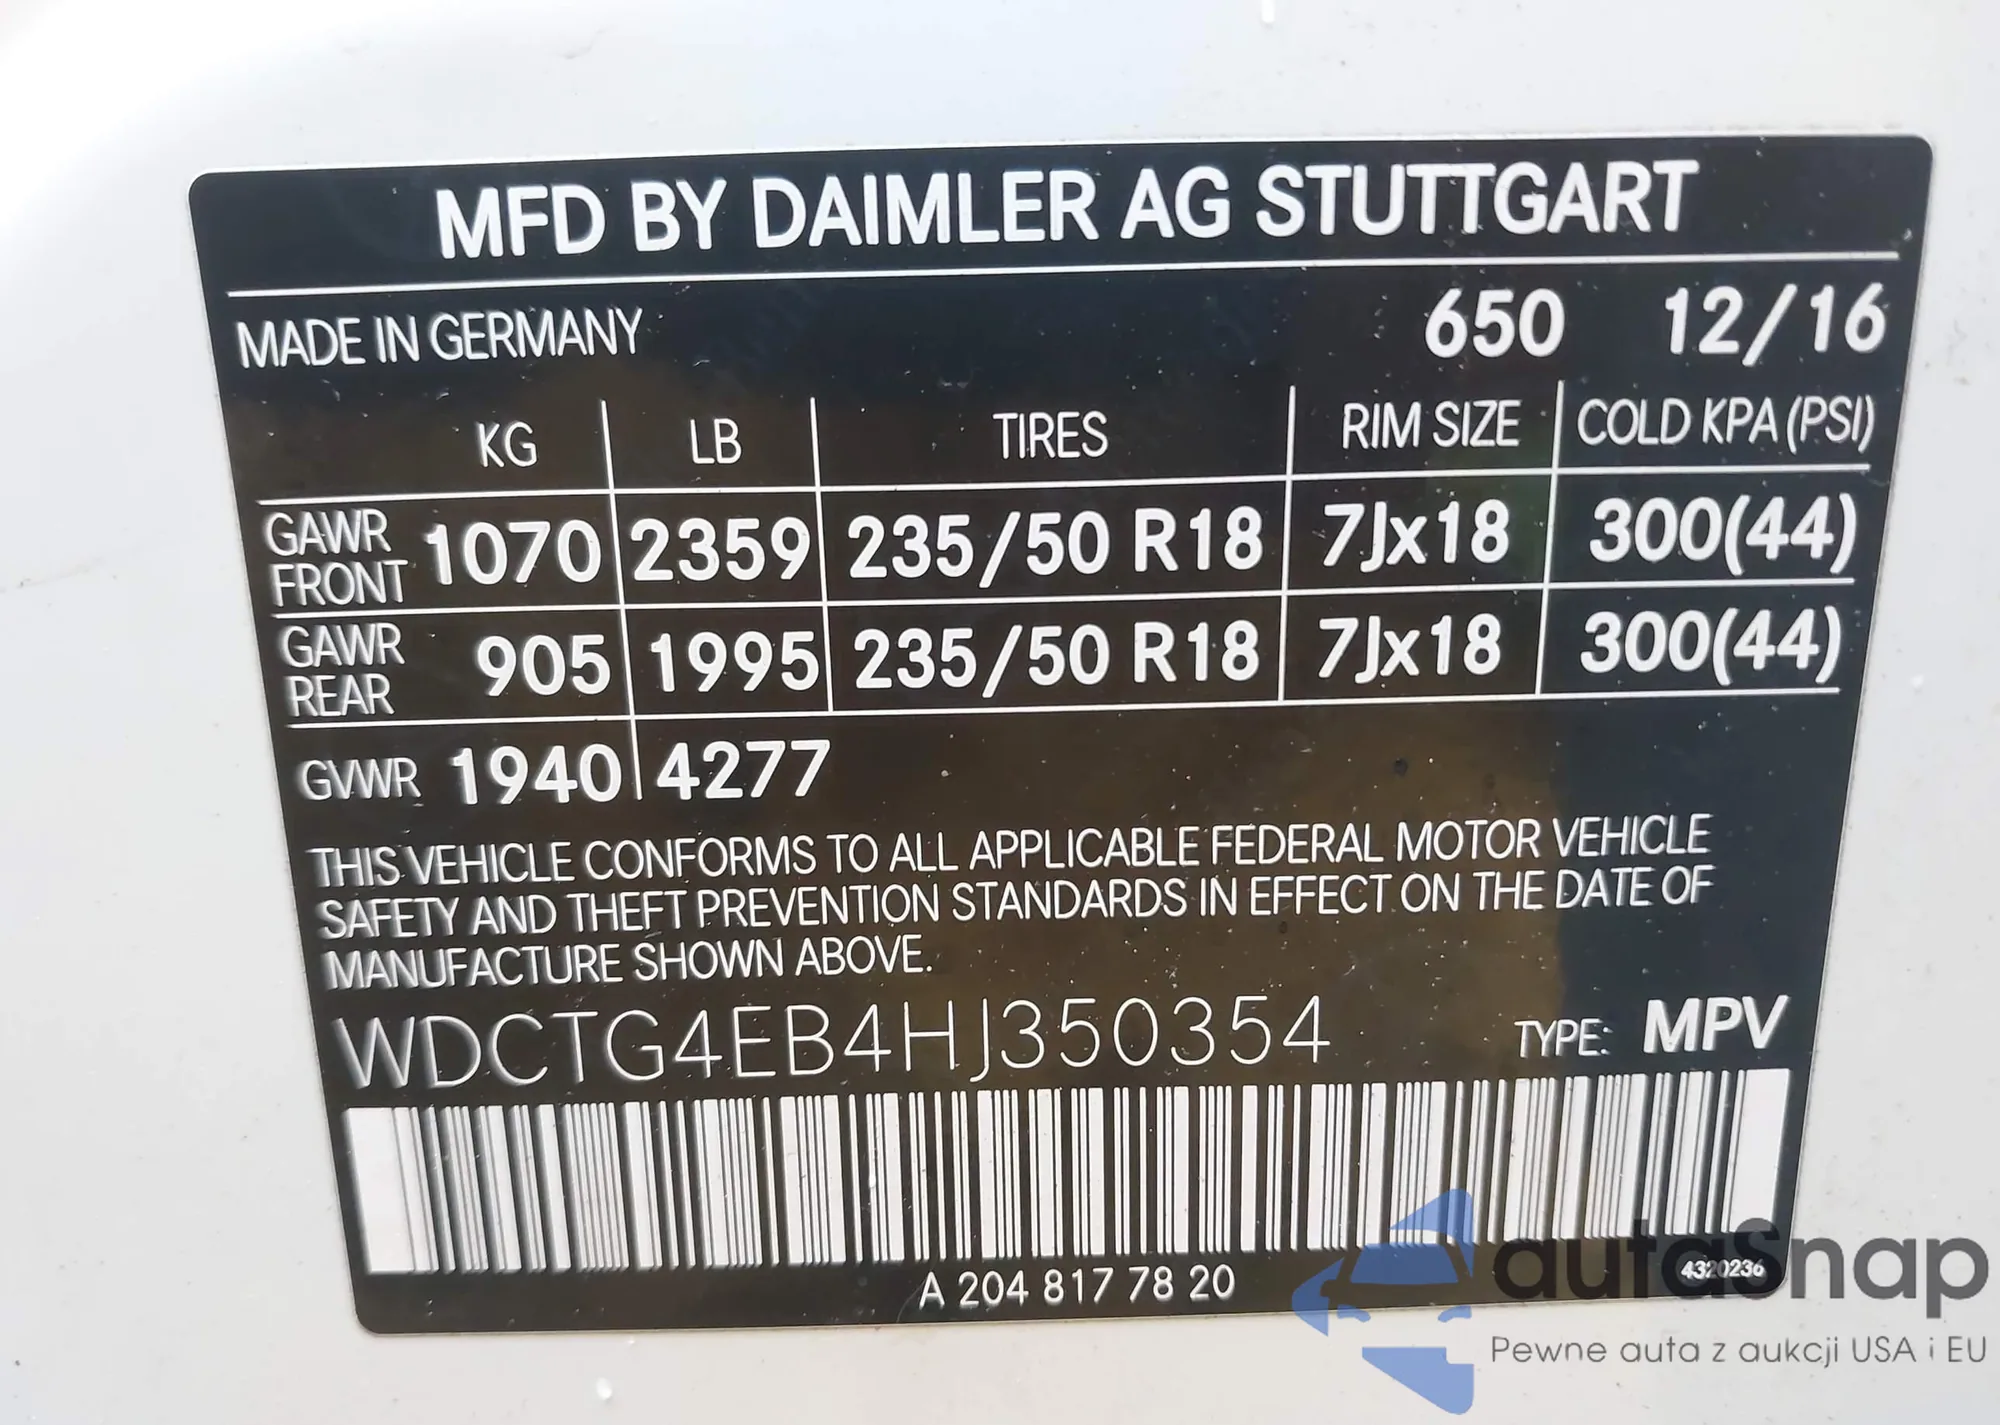 MFD BY DAIMLER AG STUTTGART
MADE IN GERMANY 650 12/16
KG LB TIRES RIM SIZE COLD KPA (PSI)
GAWR FRONT 1070 2359 235/50 R18 7Jx18 300(44)
GAWR REAR 905 1995 235/50 R18 7Jx18 300(44)
GVWR 1940 4277
THIS VEHICLE CONFORMS TO ALL APPLICABLE FEDERAL MOTOR VEHICLE
SAFETY AND THEFT PREVENTION STANDARDS IN EFFECT ON THE DATE OF
MANUFACTURE SHOWN ABOVE.
WDCTG4EB4HJ350354 TYPE: MPV
A 204 817 78 20
4320236
autaSnap
Pewne auta z aukcji USA i EU